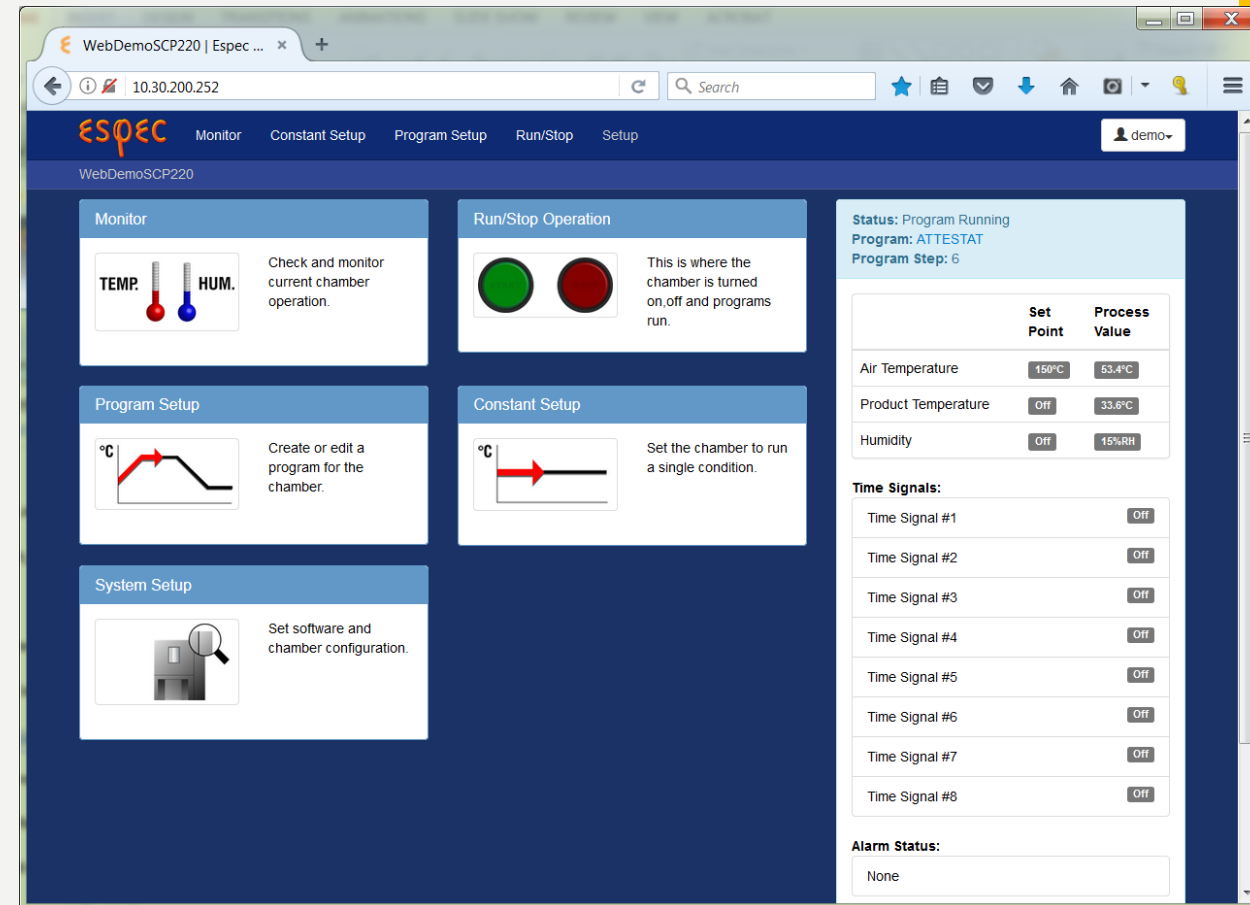 WebDemoSCP220 | Espec ...
10.30.200.252
Search
ESPEC
Monitor
Constant Setup
Program Setup
Run/Stop
Setup
demo
WebDemoSCP220
Monitor
TEMP.
HUM.
Check and monitor
current chamber
operation.
Run/Stop Operation
This is where the
chamber is turned
on,off and programs
run.
Program Setup
°C
Create or edit a
program for the
chamber.
Constant Setup
°C
Set the chamber to run
a single condition.
System Setup
Set software and
chamber configuration.
Status: Program Running
Program: ATTESTAT
Program Step: 6
Set
Point
Process
Value
Air Temperature 150°C 53.4°C
Product Temperature Off 33.6°C
Humidity Off 15%RH
Time Signals:
Time Signal #1 Off
Time Signal #2 Off
Time Signal #3 Off
Time Signal #4 Off
Time Signal #5 Off
Time Signal #6 Off
Time Signal #7 Off
Time Signal #8 Off
Alarm Status:
None